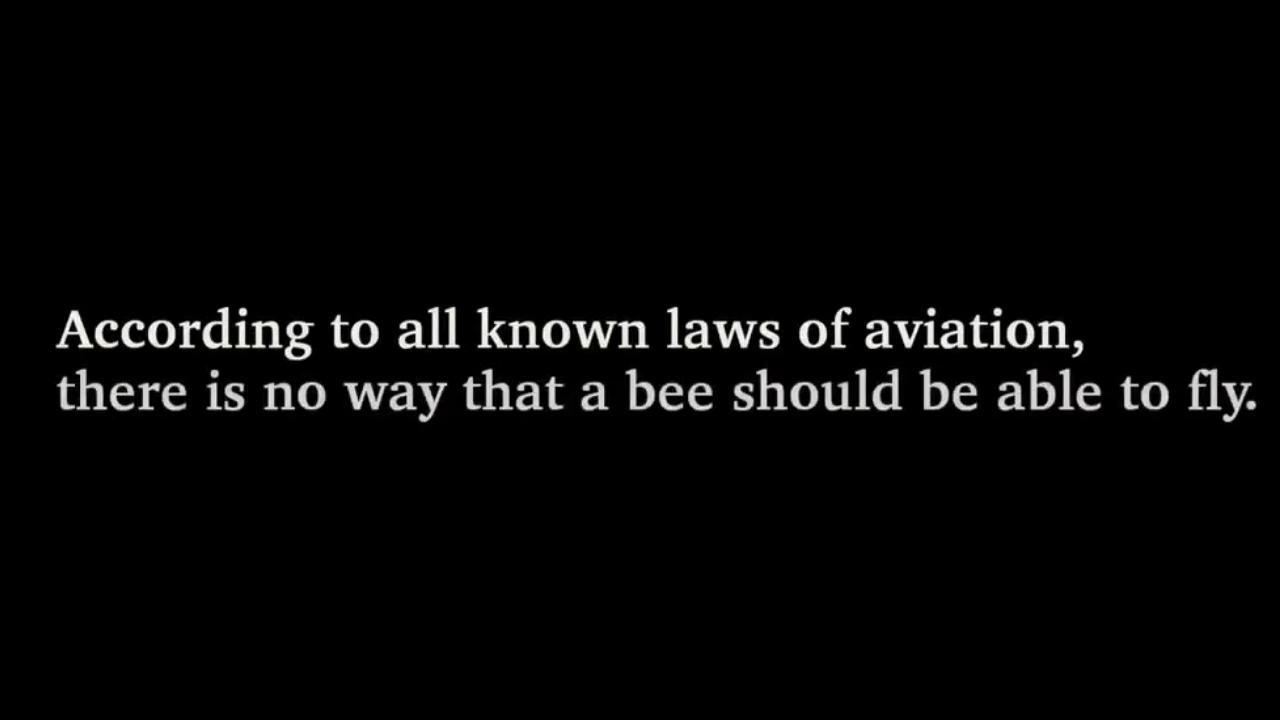 According to all known laws of aviation,
there is no way that a bee should be able to fly.